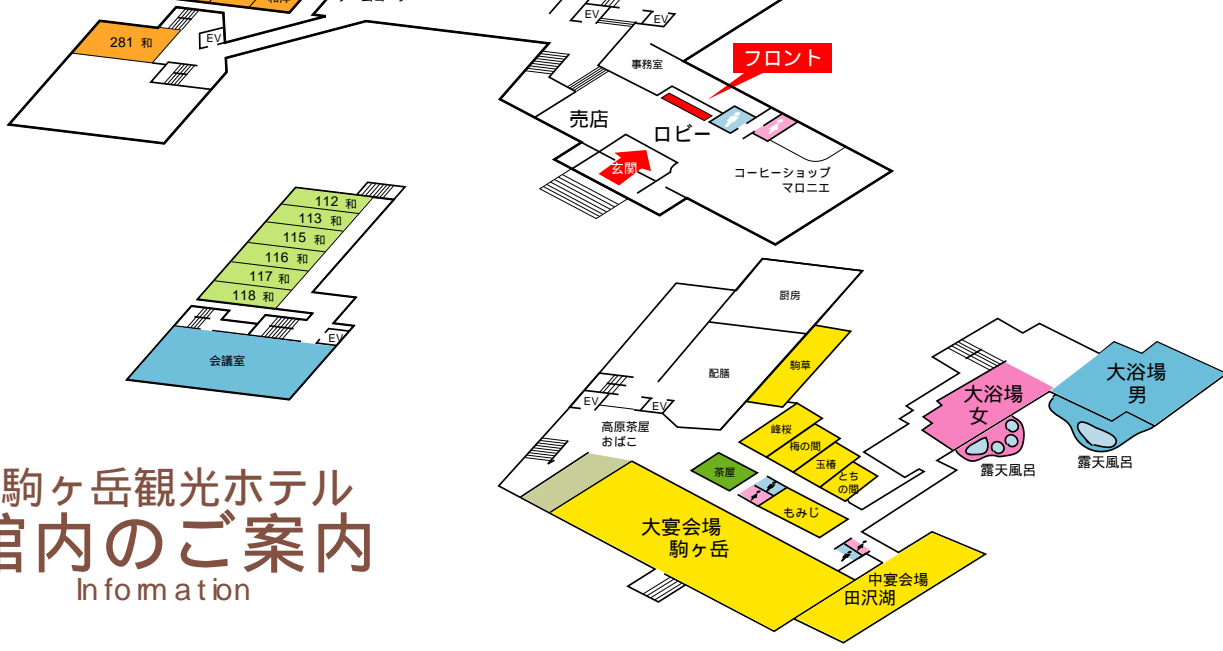 281 和
EV
EV
EV
事務室
フロント
売店
ロビー
玄関
コーヒーショップ
マロニエ
112 和
113 和
115 和
116 和
117 和
118 和
EV
会議室
厨房
配膳
駒草
EV
EV
高原茶屋
おばこ
峰桜
梅の間
玉椿
とち
の間
茶屋
もみじ
大宴会場
駒ヶ岳
中宴会場
田沢湖
大浴場
女
大浴場
男
露天風呂
露天風呂
駒ヶ岳観光ホテル
館内のご案内
Information